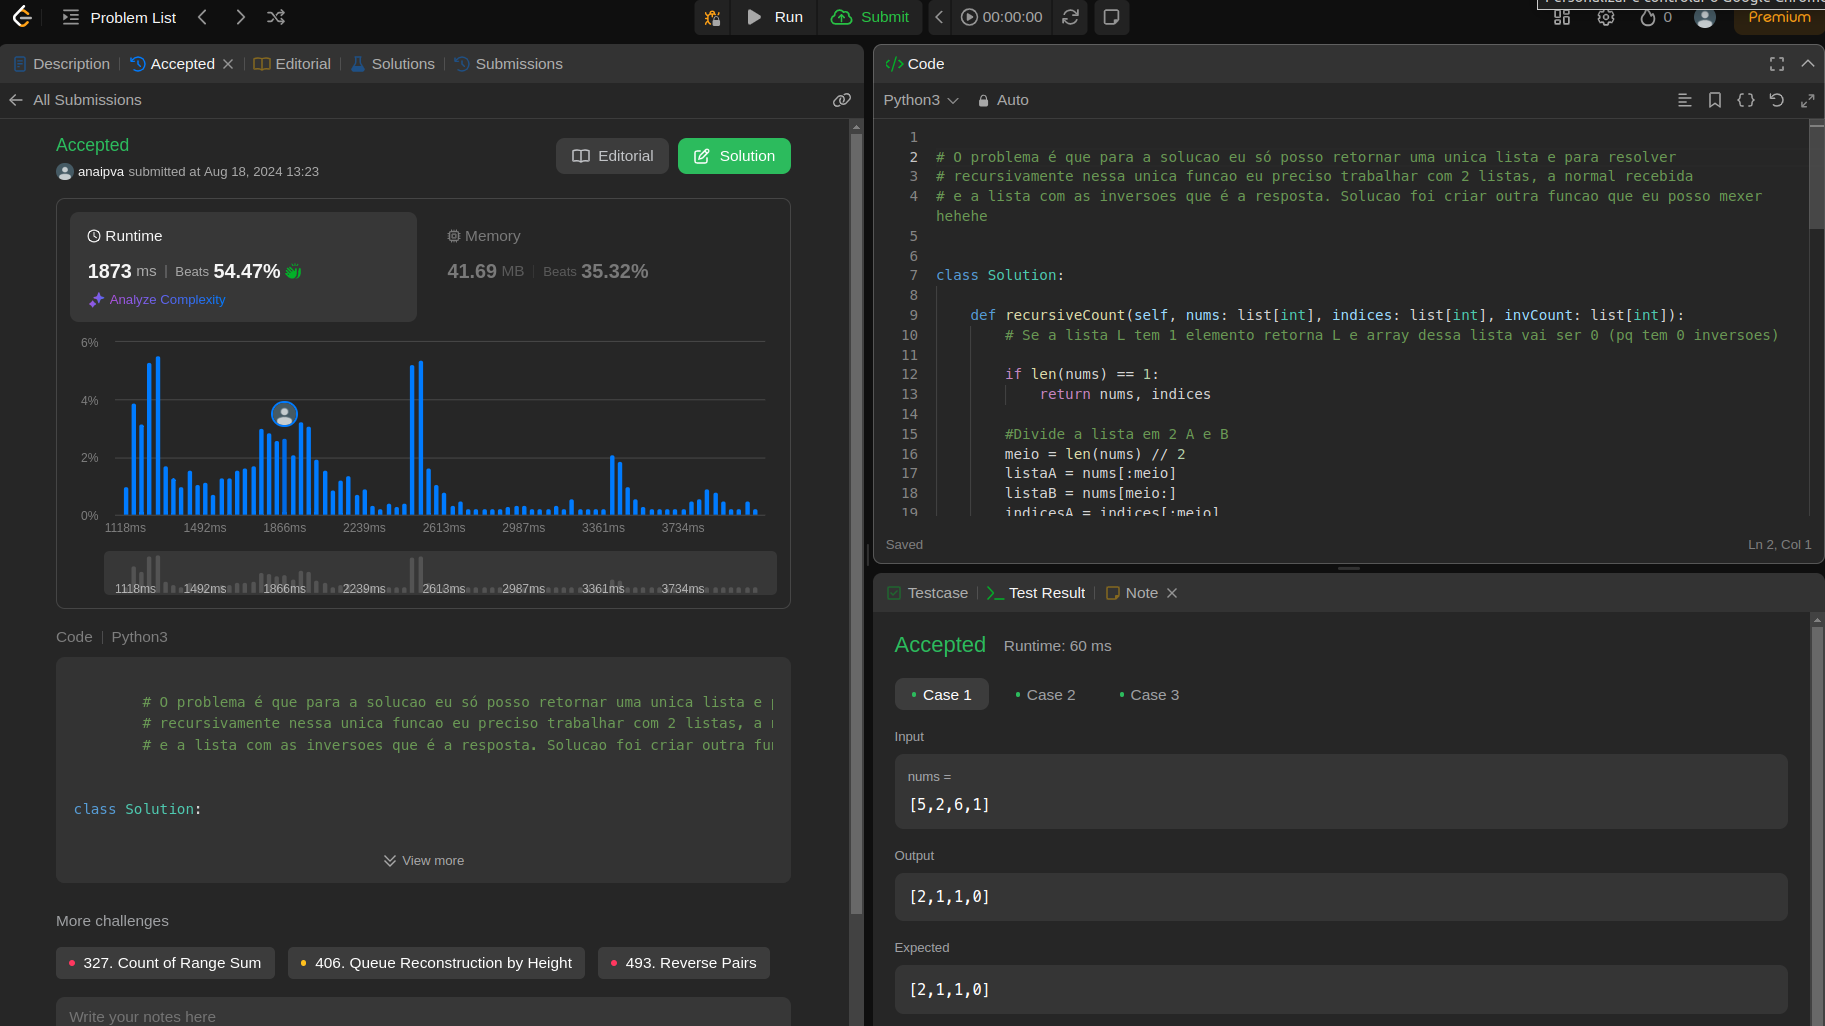 Problem List
Run
Submit
00:00:00
0
Premium
Description
Accepted
Editorial
Solutions
Submissions
All Submissions
Accepted
anaipva submitted at Aug 18, 2024 13:23
Editorial
Solution
Runtime
1873 ms | Beats 54.47%
Analyze Complexity
Memory
41.69 MB | Beats 35.32%
6%
4%
2%
0%
1118ms 1492ms 1866ms 2239ms 2613ms 2987ms 3361ms 3734ms
1118ms 1492ms 1866ms 2239ms 2613ms 2987ms 3361ms 3734ms
Code | Python3
# O problema é que para a solucao eu só posso retornar uma unica lista e
# recursivamente nessa unica funcao eu preciso trabalhar com 2 listas, a
# e a lista com as inversoes que é a resposta. Solucao foi criar outra
class Solution:
View more
More challenges
327. Count of Range Sum
406. Queue Reconstruction by Height
493. Reverse Pairs
Write your notes here
</> Code
Python3
Auto
1
2 # O problema é que para a solucao eu só posso retornar uma unica lista e para resolver
3 # recursivamente nessa unica funcao eu preciso trabalhar com 2 listas, a normal recebida
4 # e a lista com as inversoes que é a resposta. Solucao foi criar outra funcao que eu posso mexer
hehehe
5
6
7 class Solution:
8
9 def recursiveCount(self, nums: list[int], indices: list[int], invCount: list[int]):
10 # Se a lista L tem 1 elemento retorna L e array dessa lista vai ser 0 (pq tem 0 inversoes)
11
12 if len(nums) == 1:
13 return nums, indices
14
15 #Divide a lista em 2 A e B
16 meio = len(nums) // 2
17 listaA = nums[:meio]
18 listaB = nums[meio:]
19 indicesA = indices[:meio]
Saved
Ln 2, Col 1
Testcase
Test Result
Note
Accepted
Runtime: 60 ms
Case 1
Case 2
Case 3
Input
nums =
[5,2,6,1]
Output
[2,1,1,0]
Expected
[2,1,1,0]